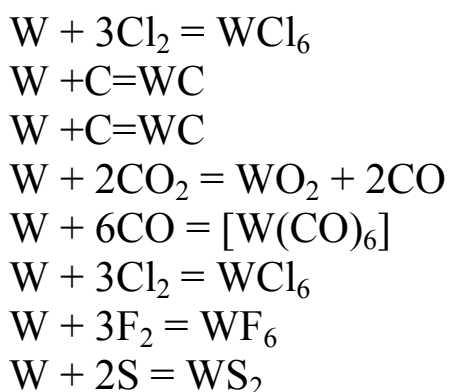 W + 3Cl₂ = WCl₆
W +C=WC
W +C=WC
W + 2CO₂ = WO₂ + 2CO
W + 6CO = [W(CO)₆]
W + 3Cl₂ = WCl₆
W + 3F₂ = WF₆
W + 2S = WS₂